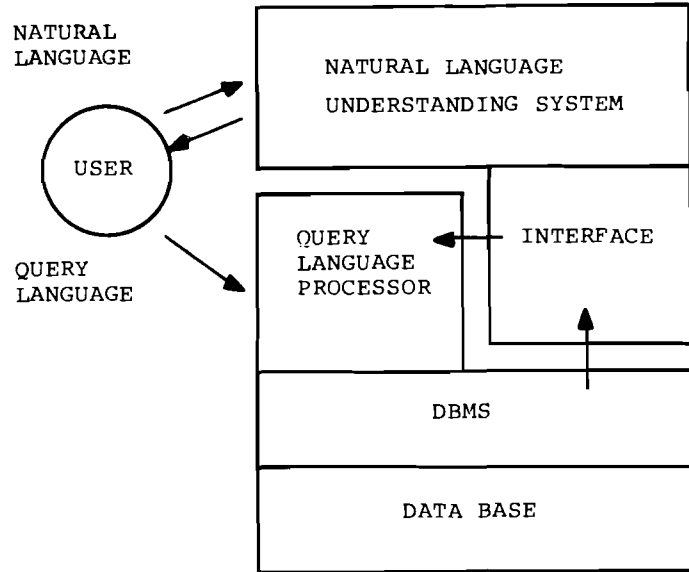 NATURAL
LANGUAGE
NATURAL LANGUAGE
UNDERSTANDING SYSTEM
USER
QUERY
LANGUAGE
QUERY
LANGUAGE
PROCESSOR
INTERFACE
DBMS
DATA BASE